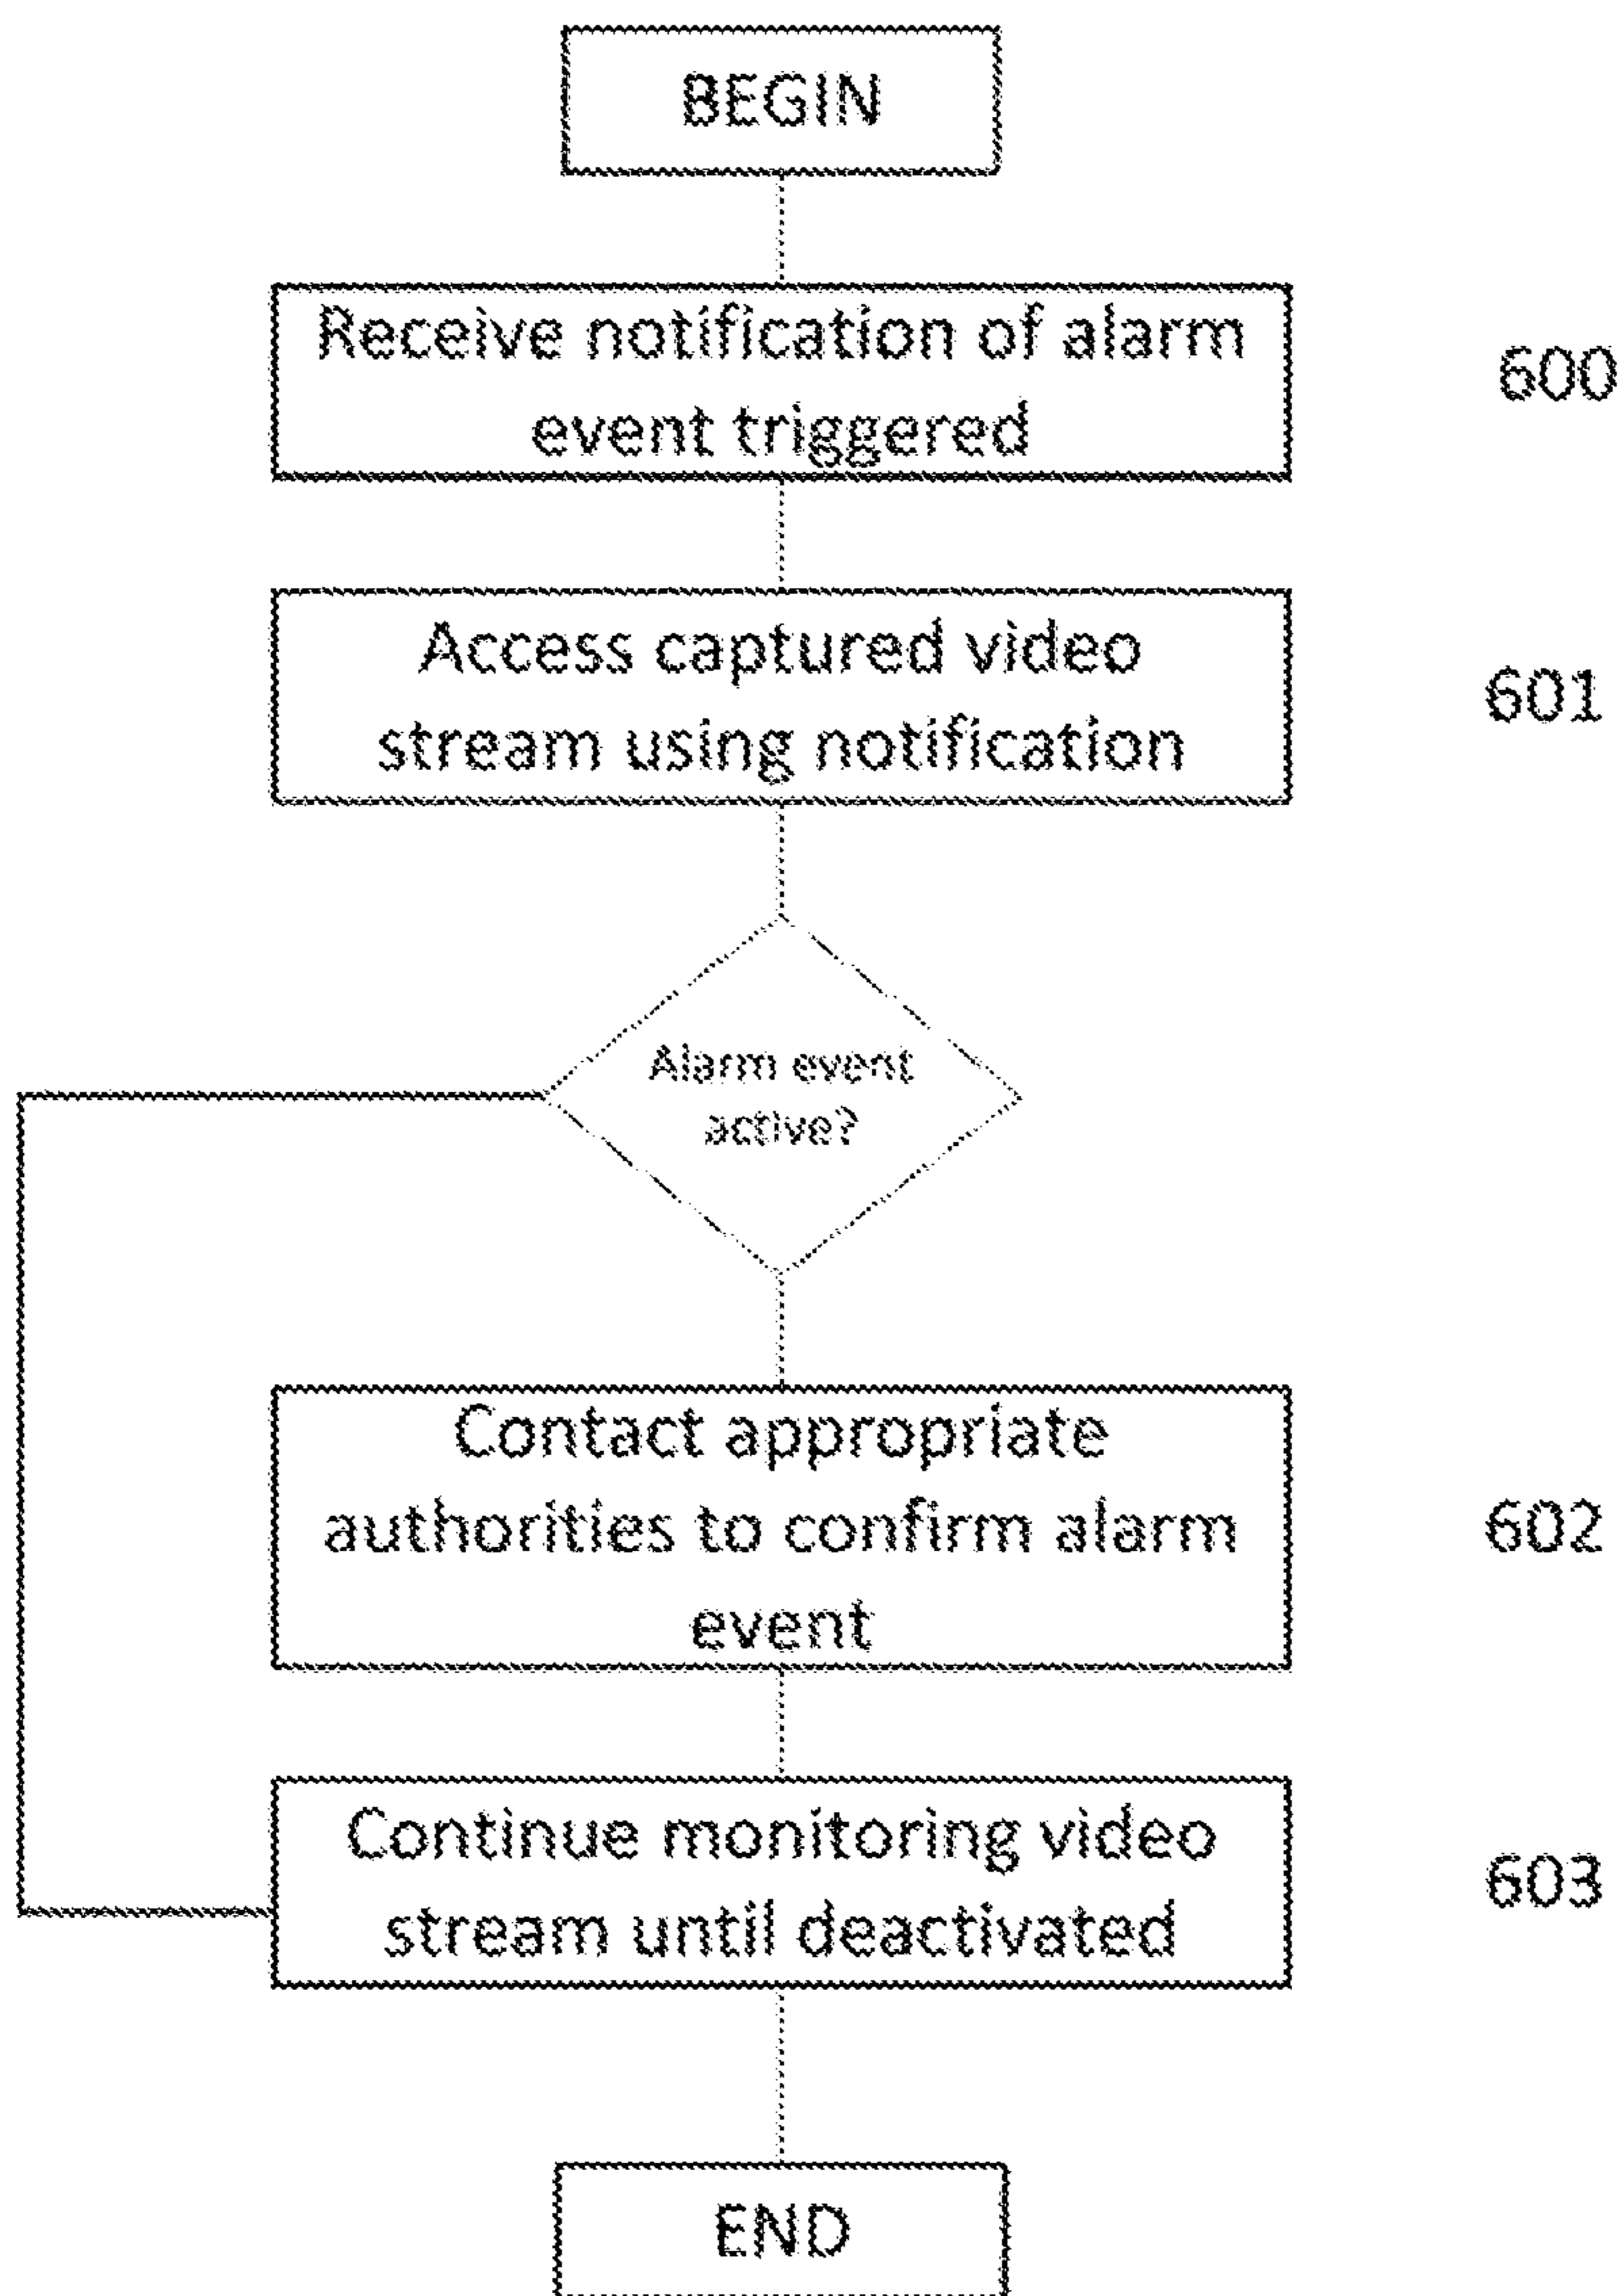 BEGIN
Receive notification of alarm
event triggered
600
Access captured video
stream using notification
601
Alarm event
active?
Contact appropriate
authorities to confirm alarm
event
602
Continue monitoring video
stream until deactivated
603
END